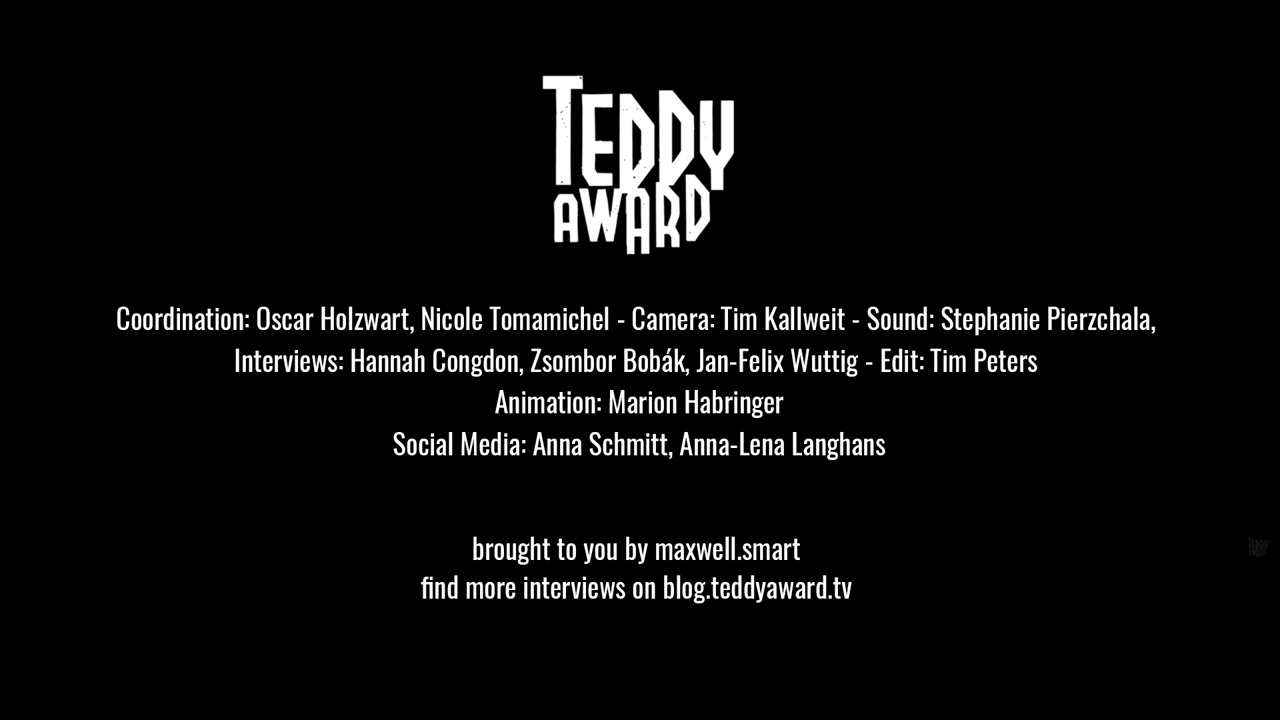 TEDDY
AWARD
Coordination: Oscar Holzwart, Nicole Tomamichel - Camera: Tim Kallweit - Sound: Stephanie Pierzchala,
Interviews: Hannah Congdon, Zsombor Bobák, Jan-Felix Wuttig - Edit: Tim Peters
Animation: Marion Habringer
Social Media: Anna Schmitt, Anna-Lena Langhans
brought to you by maxwell.smart
TEDDY
find more interviews on blog.teddyaward.tv